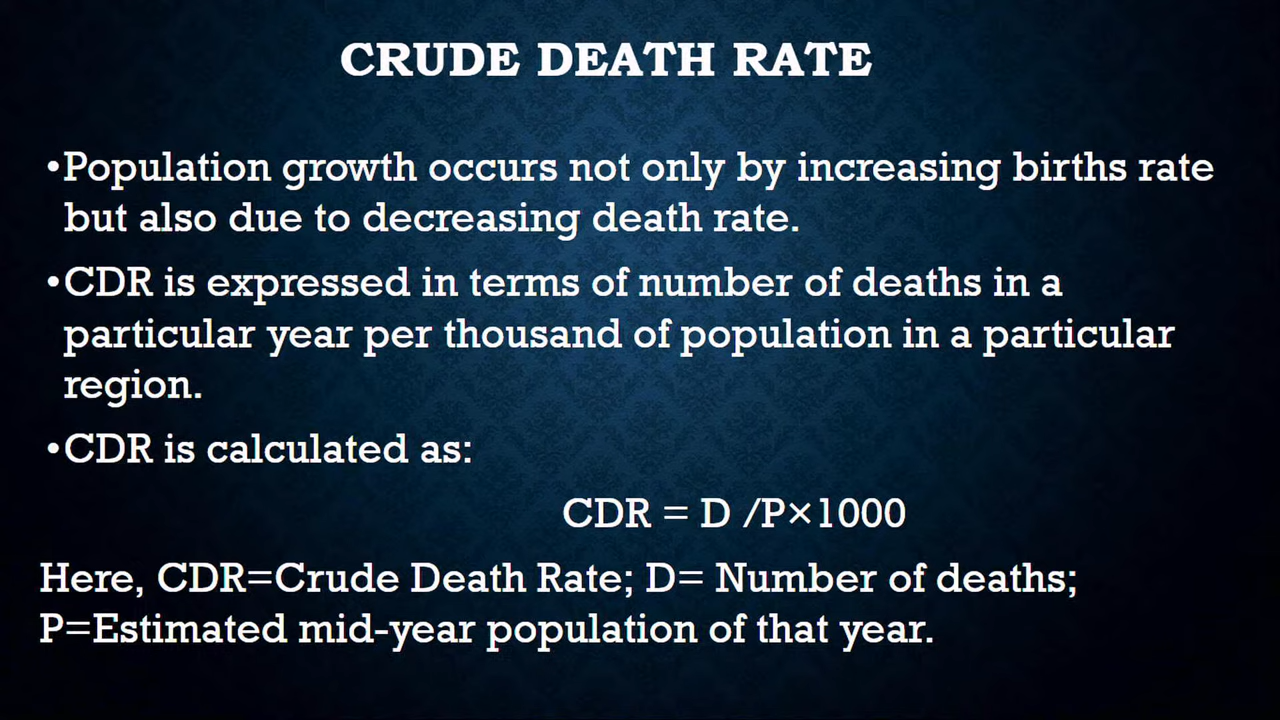 CRUDE DEATH RATE
•Population growth occurs not only by increasing births rate
but also due to decreasing death rate.
•CDR is expressed in terms of number of deaths in a
particular year per thousand of population in a particular
region.
•CDR is calculated as:
CDR = D /P×1000
Here, CDR=Crude Death Rate; D= Number of deaths;
P=Estimated mid-year population of that year.